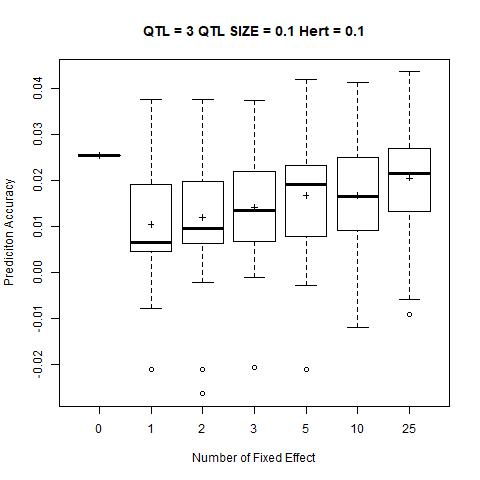 QTL = 3 QTL SIZE = 0.1 Hert = 0.1
Prediciton Accuracy
0.04
0.03
0.02
0.01
0.00
-0.01
-0.02
0 1 2 3 5 10 25
Number of Fixed Effect